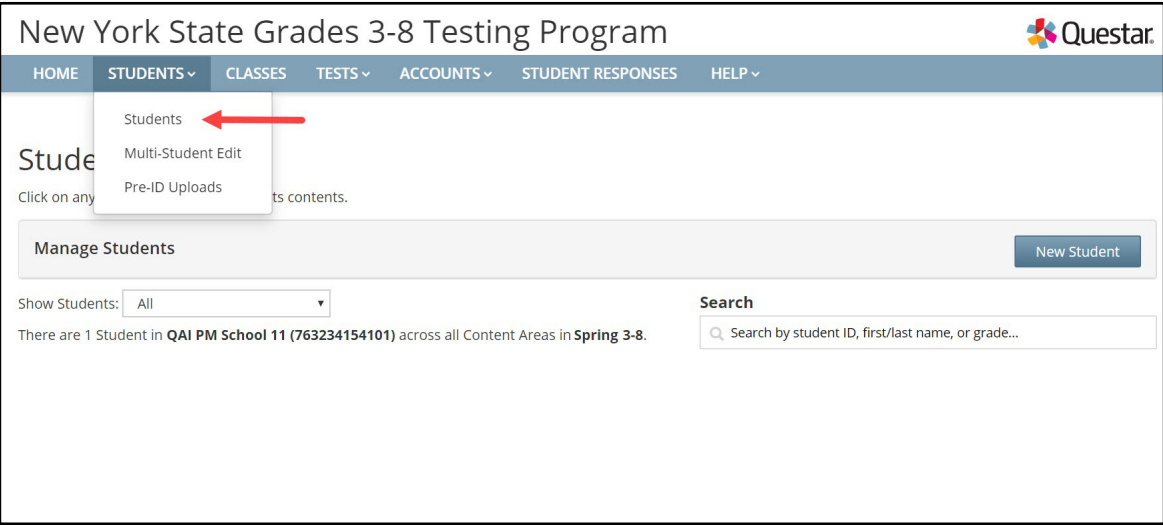 New York State Grades 3-8 Testing Program
Questar
HOME STUDENTS CLASSES TESTS ACCOUNTS STUDENT RESPONSES HELP
Students
Multi-Student Edit
Pre-ID Uploads
Stude
Click on any ts contents.
Manage Students
New Student
Show Students: All
There are 1 Student in QAI PM School 11 (763234154101) across all Content Areas in Spring 3-8.
Search
Search by student ID, first/last name, or grade...